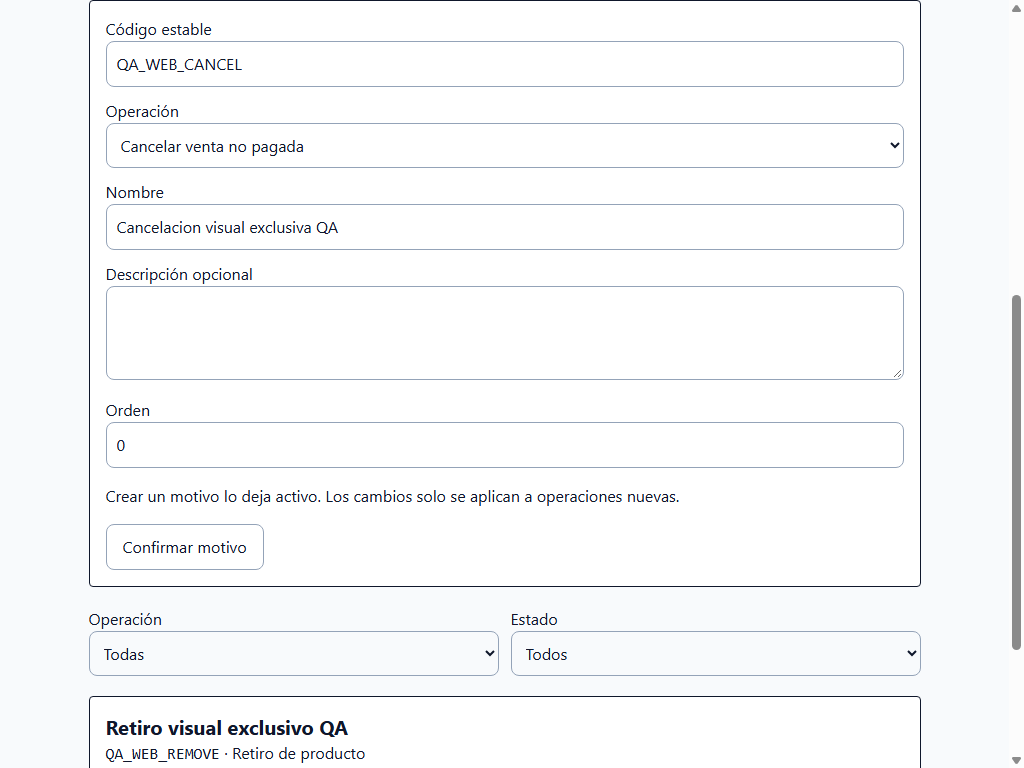 Código estable
QA_WEB_CANCEL
Operación
Cancelar venta no pagada
Nombre
Cancelacion visual exclusiva QA
Descripción opcional
Orden
0
Crear un motivo lo deja activo. Los cambios solo se aplican a operaciones nuevas.
Confirmar motivo
Operación
Estado
Todas
Todos
Retiro visual exclusivo QA
QA_WEB_REMOVE · Retiro de producto